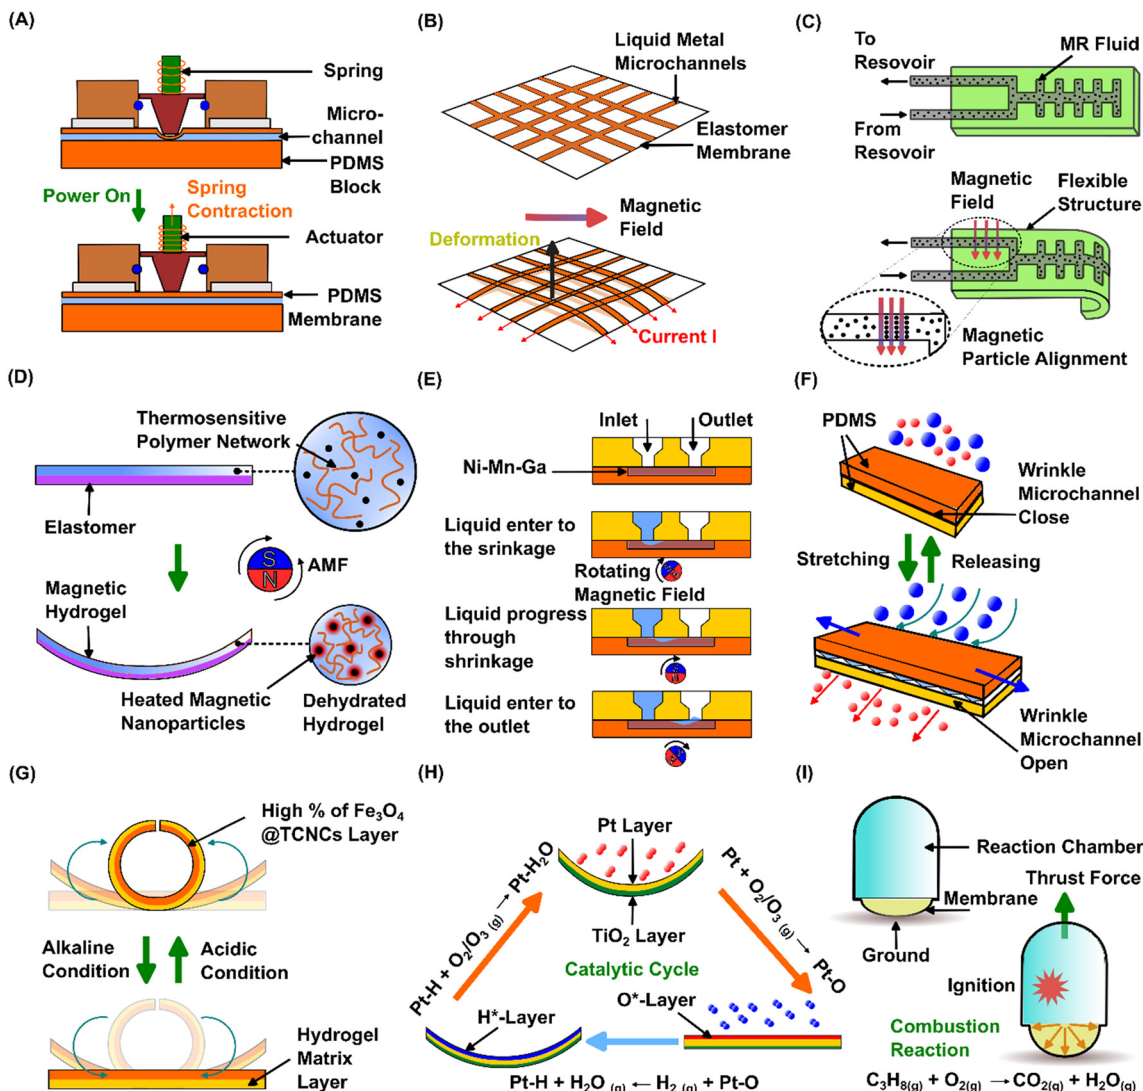 (A)
Spring
Micro-
channel
PDMS
Block
Power On
Spring
Contraction
Actuator
PDMS
Membrane
(B)
Liquid Metal
Microchannels
Elastomer
Membrane
Magnetic
Field
Deformation
Current I
(C)
To
Resovoir
MR Fluid
From
Resovoir
Magnetic
Field
Flexible
Structure
Magnetic
Particle Alignment
(D)
Thermosensitive
Polymer Network
Elastomer
S
N
AMF
Magnetic
Hydrogel
Heated Magnetic
Nanoparticles
Dehydrated
Hydrogel
(E)
Inlet
Outlet
Ni-Mn-Ga
Liquid enter to
the srinkage
Rotating
Magnetic Field
Liquid progress
through
shrinkage
Liquid enter to
the outlet
(F)
PDMS
Wrinkle
Microchannel
Close
Stretching
Releasing
Wrinkle
Microchannel
Open
(G)
High % of Fe₃O₄
@TCNCs Layer
Alkaline
Condition
Acidic
Condition
Hydrogel
Matrix
Layer
(H)
Pt Layer
TiO₂ Layer
Pt-H + O₂/O₃ (g) → Pt-H₂O
Pt + O₂/O₃ (g) → Pt-O
Catalytic Cycle
O*-Layer
H*-Layer
Pt-H + H₂O (g) ← H₂ (g) + Pt-O
(I)
Reaction Chamber
Thrust Force
Membrane
Ground
Ignition
Combustion
Reaction
C₃H₈(g) + O₂(g) → CO₂(g) + H₂O(g)